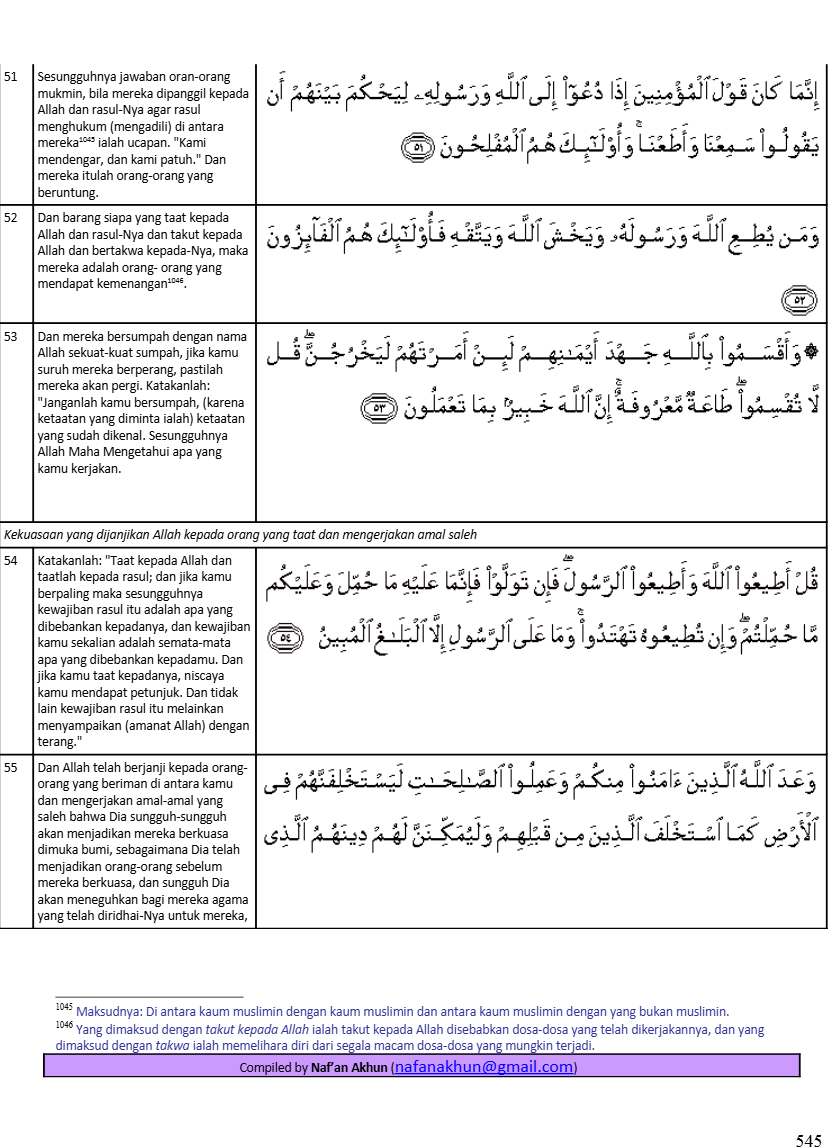 51
Sesungguhnya jawaban oran-orang
mukmin, bila mereka dipanggil kepada
Allah dan rasul-Nya agar rasul
menghukum (mengadili) di antara
mereka¹⁰⁴⁵ ialah ucapan. "Kami
mendengar, dan kami patuh." Dan
mereka itulah orang-orang yang
beruntung.
إِنَّمَا كَانَ قَوْلَ ٱلْمُؤْمِنِينَ إِذَا دُعُوٓا۟ إِلَى ٱللَّهِ وَرَسُولِهِۦ لِيَحْكُمَ بَيْنَهُمْ أَن
يَقُولُوا۟ سَمِعْنَا وَأَطَعْنَا ۚ وَأُو۟لَٰٓئِكَ هُمُ ٱلْمُفْلِحُونَ ٥١
52
Dan barang siapa yang taat kepada
Allah dan rasul-Nya dan takut kepada
Allah dan bertakwa kepada-Nya, maka
mereka adalah orang- orang yang
mendapat kemenangan¹⁰⁴⁶.
وَمَن يُطِعِ ٱللَّهَ وَرَسُولَهُۥ وَيَخْشَ ٱللَّهَ وَيَتَّقْهِ فَأُو۟لَٰٓئِكَ هُمُ ٱلْفَآئِزُونَ
٥٢
53
Dan mereka bersumpah dengan nama
Allah sekuat-kuat sumpah, jika kamu
suruh mereka berperang, pastilah
mereka akan pergi. Katakanlah:
"Janganlah kamu bersumpah, (karena
ketaatan yang diminta ialah) ketaatan
yang sudah dikenal. Sesungguhnya
Allah Maha Mengetahui apa yang
kamu kerjakan.
۞ وَأَقْسَمُوا۟ بِٱللَّهِ جَهْدَ أَيْمَٰنِهِمْ لَئِنْ أَمَرْتَهُمْ لَيَخْرُجُنَّ ۖ قُل
لَّا تُقْسِمُوا۟ ۖ طَاعَةٌ مَّعْرُوفَةٌ ۚ إِنَّ ٱللَّهَ خَبِيرٌۢ بِمَا تَعْمَلُونَ ٥٣
Kekuasaan yang dijanjikan Allah kepada orang yang taat dan mengerjakan amal saleh
54
Katakanlah: "Taat kepada Allah dan
taatlah kepada rasul; dan jika kamu
berpaling maka sesungguhnya
kewajiban rasul itu adalah apa yang
dibebankan kepadanya, dan kewajiban
kamu sekalian adalah semata-mata
apa yang dibebankan kepadamu. Dan
jika kamu taat kepadanya, niscaya
kamu mendapat petunjuk. Dan tidak
lain kewajiban rasul itu melainkan
menyampaikan (amanat Allah) dengan
terang."
قُلْ أَطِيعُوا۟ ٱللَّهَ وَأَطِيعُوا۟ ٱلرَّسُولَ ۖ فَإِن تَوَلَّوْا۟ فَإِنَّمَا عَلَيْهِ مَا حُمِّلَ وَعَلَيْكُم
مَّا حُمِّلْتُمْ ۖ وَإِن تُطِيعُوهُ تَهْتَدُوا۟ ۚ وَمَا عَلَى ٱلرَّسُولِ إِلَّا ٱلْبَلَٰغُ ٱلْمُبِينُ ٥٤
55
Dan Allah telah berjanji kepada orang-
orang yang beriman di antara kamu
dan mengerjakan amal-amal yang
saleh bahwa Dia sungguh-sungguh
akan menjadikan mereka berkuasa
dimuka bumi, sebagaimana Dia telah
menjadikan orang-orang sebelum
mereka berkuasa, dan sungguh Dia
akan meneguhkan bagi mereka agama
yang telah diridhai-Nya untuk mereka,
وَعَدَ ٱللَّهُ ٱلَّذِينَ ءَامَنُوا۟ مِنكُمْ وَعَمِلُوا۟ ٱلصَّٰلِحَٰتِ لَيَسْتَخْلِفَنَّهُمْ فِى
ٱلْأَرْضِ كَمَا ٱسْتَخْلَفَ ٱلَّذِينَ مِن قَبْلِهِمْ وَلَيُمَكِّنَنَّ لَهُمْ دِينَهُمُ ٱلَّذِى
¹⁰⁴⁵ Maksudnya: Di antara kaum muslimin dengan kaum muslimin dan antara kaum muslimin dengan yang bukan muslimin.
¹⁰⁴⁶ Yang dimaksud dengan takut kepada Allah ialah takut kepada Allah disebabkan dosa-dosa yang telah dikerjakannya, dan yang
dimaksud dengan takwa ialah memelihara diri dari segala macam dosa-dosa yang mungkin terjadi.
Compiled by Naf'an Akhun (nafanakhun@gmail.com)
545